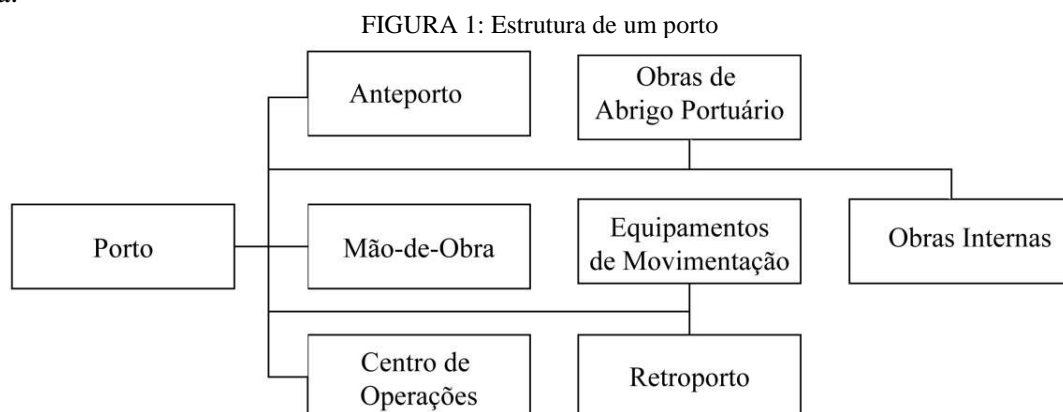 a.
FIGURA 1: Estrutura de um porto
Anteporto
Obras de
Abrigo Portuário
Porto
Mão-de-Obra
Equipamentos
de Movimentação
Obras Internas
Centro de
Operações
Retroporto